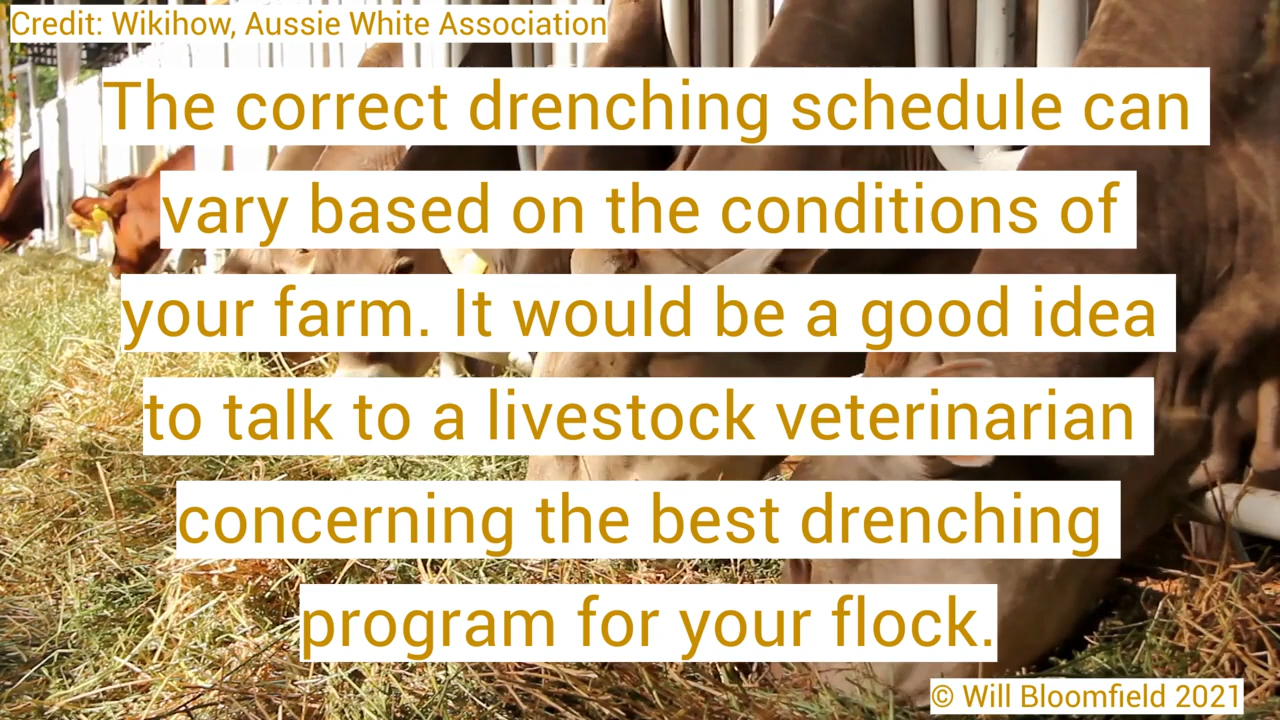 Credit: Wikihow, Aussie White Association
The correct drenching schedule can
vary based on the conditions of
your farm. It would be a good idea
to talk to a livestock veterinarian
concerning the best drenching
program for your flock.
© Will Bloomfield 2021